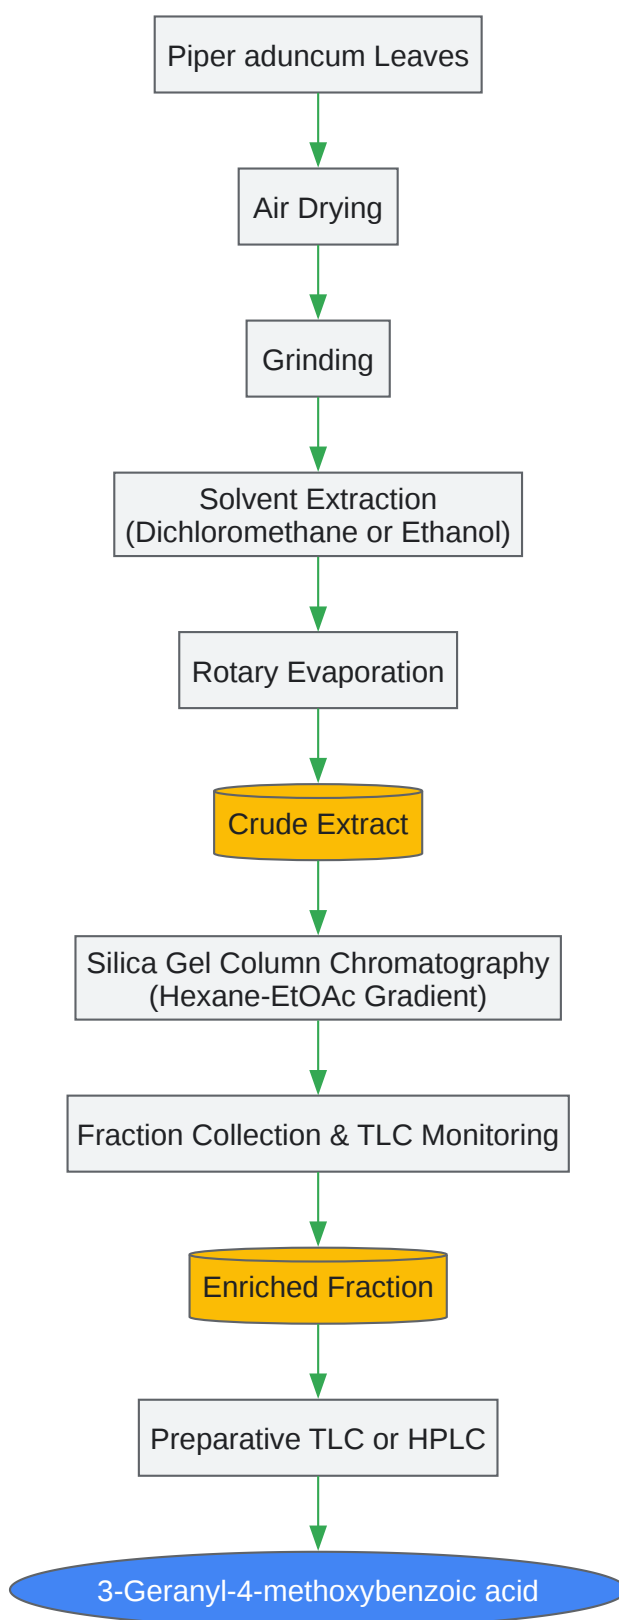 Piper aduncum Leaves
Air Drying
Grinding
Solvent Extraction
(Dichloromethane or Ethanol)
Rotary Evaporation
Crude Extract
Silica Gel Column Chromatography
(Hexane-EtOAc Gradient)
Fraction Collection & TLC Monitoring
Enriched Fraction
Preparative TLC or HPLC
3-Geranyl-4-methoxybenzoic acid